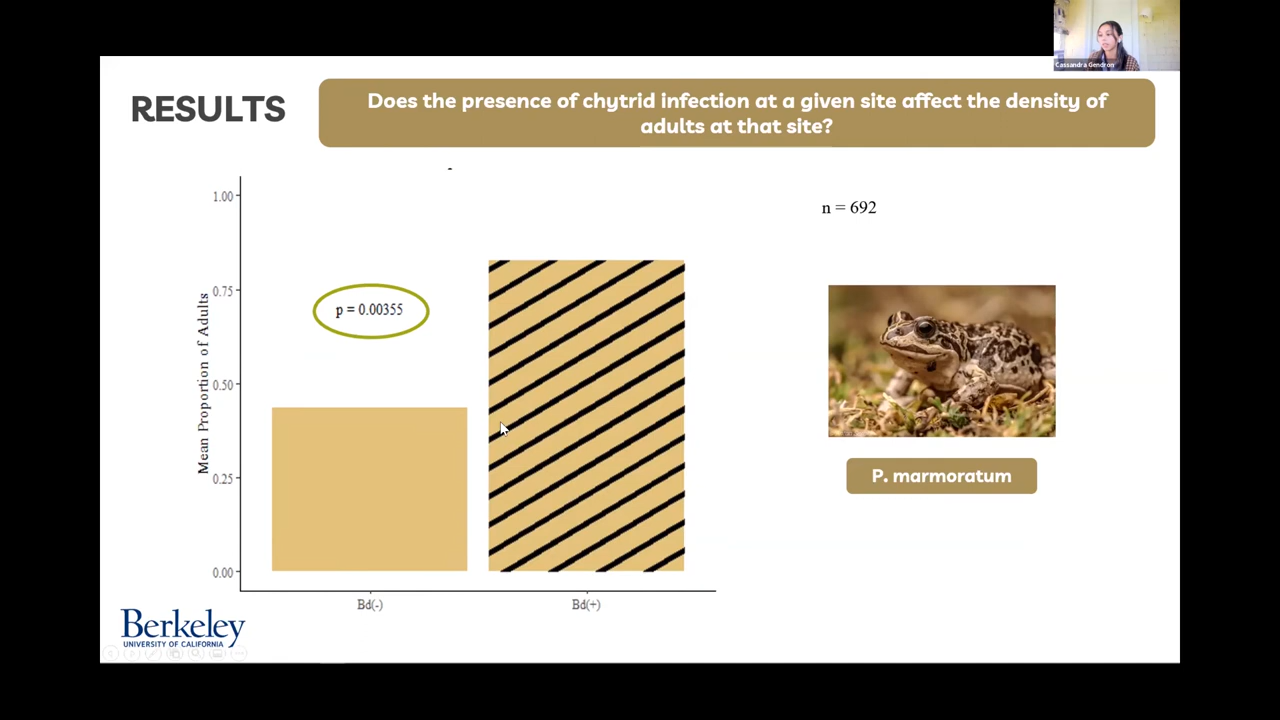 Cassandra Gendron
RESULTS
Does the presence of chytrid infection at a given site affect the density of
adults at that site?
n = 692
1.00
0.75
0.50
0.25
0.00
Mean Proportion of Adults
p = 0.00355
Bd(-)
Bd(+)
P. marmoratum
Berkeley
UNIVERSITY OF CALIFORNIA